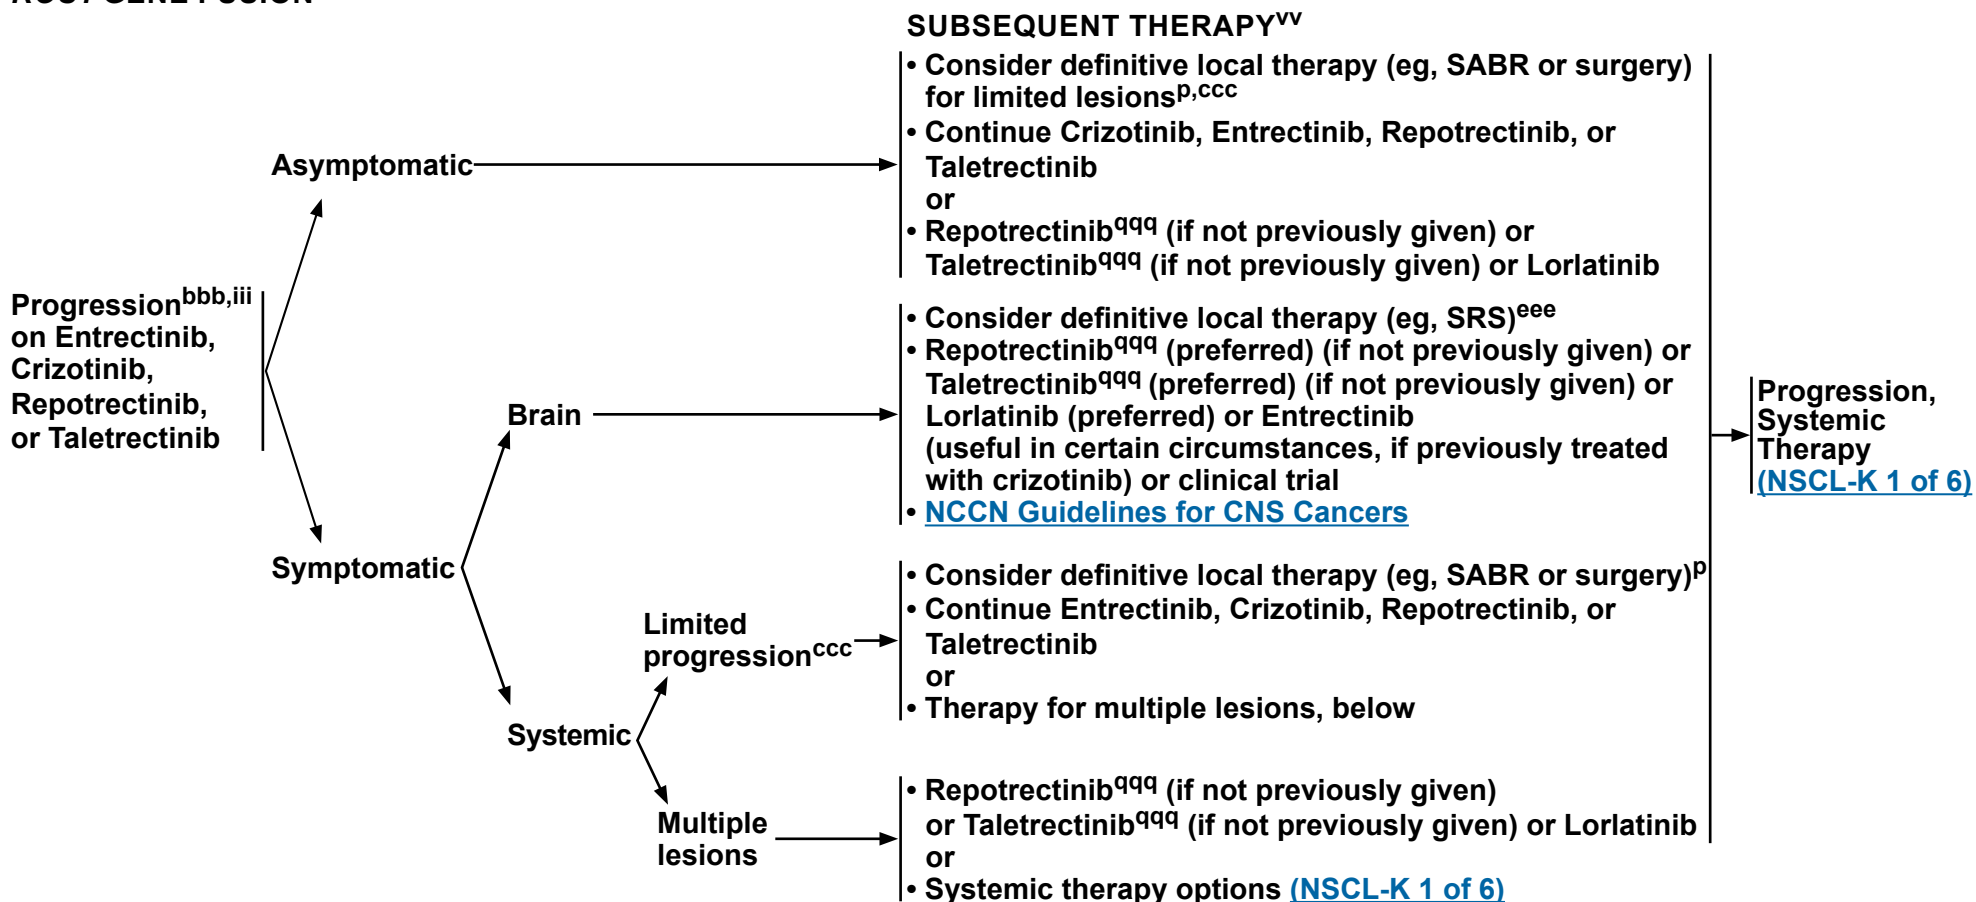 GENE FUSION
SUBSEQUENT THERAPYvv
• Consider definitive local therapy (eg, SABR or surgery)
for limited lesionsp,ccc
• Continue Crizotinib, Entrectinib, Repotrectinib, or
Taletrectinib
or
• Repotrectinibqqq (if not previously given) or
Taletrectinibqqq (if not previously given) or Lorlatinib
Asymptomatic
Progressionbbb,iii
on Entrectinib,
Crizotinib,
Repotrectinib,
or Taletrectinib
Brain
• Consider definitive local therapy (eg, SRS)eee
• Repotrectinibqqq (preferred) (if not previously given) or
Taletrectinibqqq (preferred) (if not previously given) or
Lorlatinib (preferred) or Entrectinib
(useful in certain circumstances, if previously treated
with crizotinib) or clinical trial
• NCCN Guidelines for CNS Cancers
Symptomatic
Limited
progressionccc
• Consider definitive local therapy (eg, SABR or surgery)p
• Continue Entrectinib, Crizotinib, Repotrectinib, or
Taletrectinib
or
• Therapy for multiple lesions, below
Systemic
Multiple
lesions
• Repotrectinibqqq (if not previously given)
or Taletrectinibqqq (if not previously given) or Lorlatinib
or
• Systemic therapy options (NSCL-K 1 of 6)
Progression,
Systemic
Therapy
(NSCL-K 1 of 6)